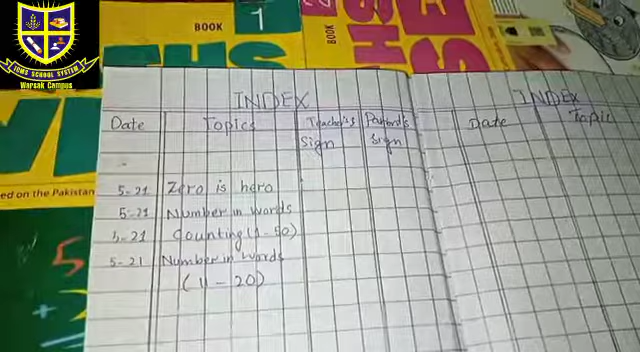 ICMS SCHOOL SYSTEM
Warsak Campus
BOOK 1
BOOK
ed on the Pakistan
5
INDEX
Date Topics Teacher's Sign Parent's Sign
5-21 Zero is hero
5-21 Number in words
5-21 Counting (1-50)
5-21 Number in words
(11-20)
INDEX
Date Topic